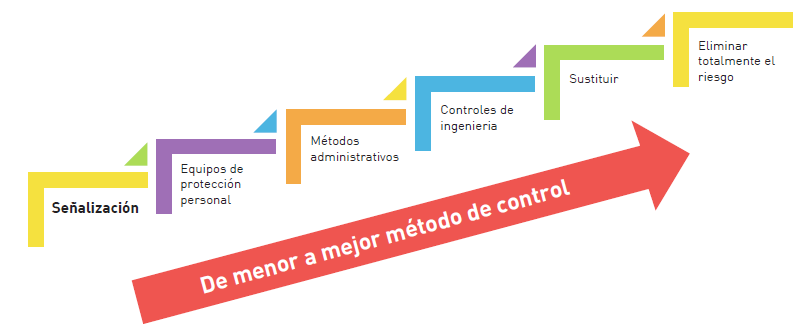 Señalización
Equipos de
protección
personal
Métodos
administrativos
Controles de
ingenieria
Sustituir
Eliminar
totalmente el
riesgo
De menor a mejor método de control